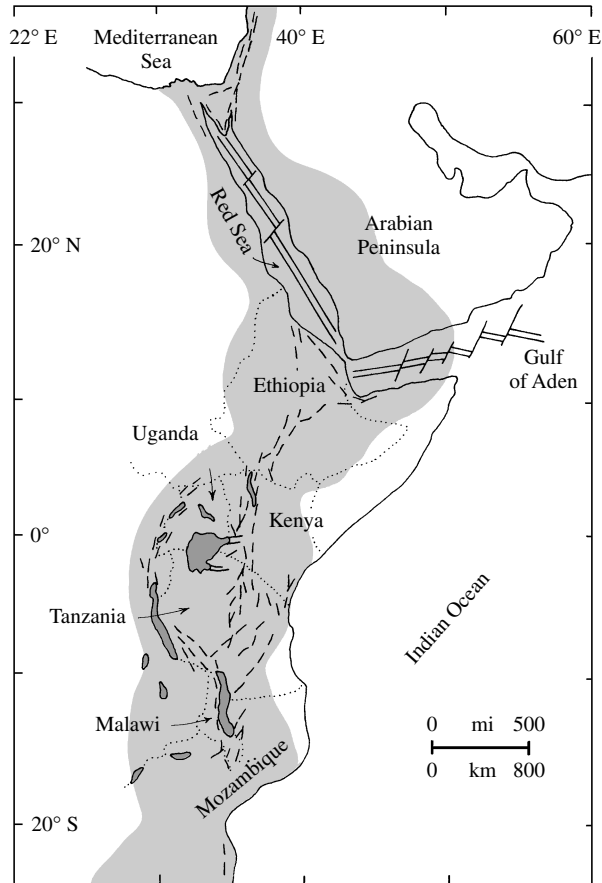 22° E
40° E
60° E
Mediterranean
Sea
Red Sea
Arabian
Peninsula
20° N
Gulf
of Aden
Ethiopia
Uganda
Kenya
0°
Tanzania
Indian Ocean
Malawi
0 mi 500
0 km 800
Mozambique
20° S